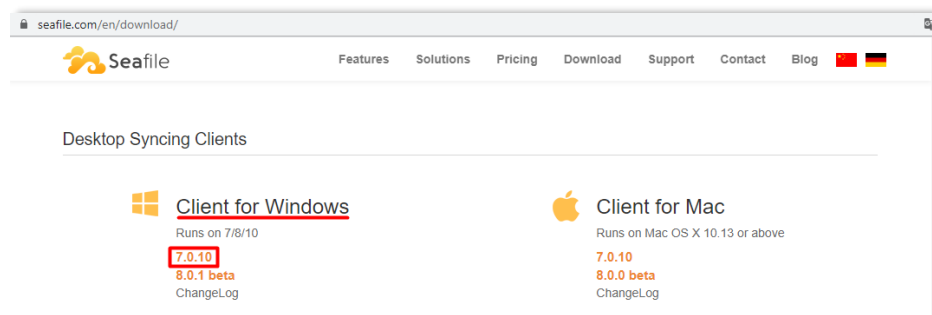 seafile.com/en/download/
Seafile
Features Solutions Pricing Download Support Contact Blog
Desktop Syncing Clients
Client for Windows
Runs on 7/8/10
7.0.10
8.0.1 beta
ChangeLog
Client for Mac
Runs on Mac OS X 10.13 or above
7.0.10
8.0.0 beta
ChangeLog